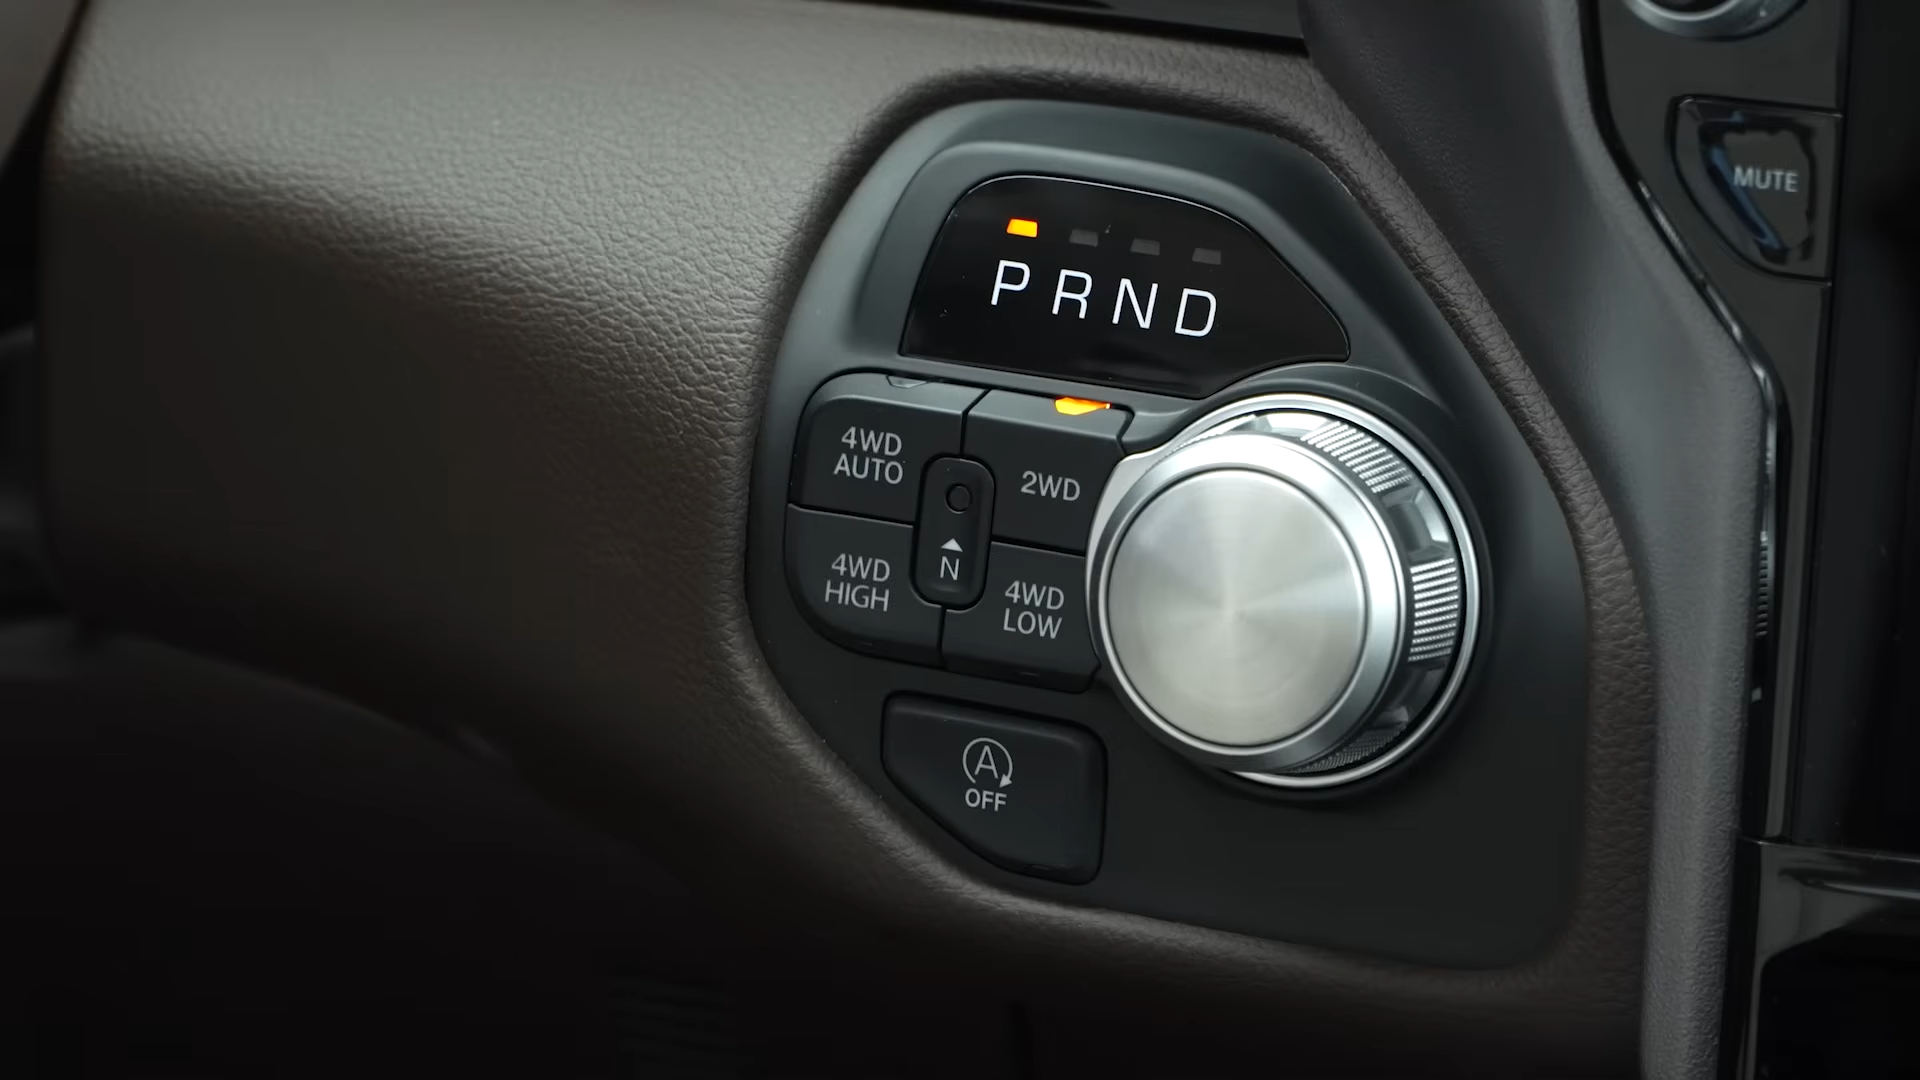 MUTE
P R N D
4WD
AUTO
2WD
N
4WD
HIGH
4WD
LOW
A
OFF